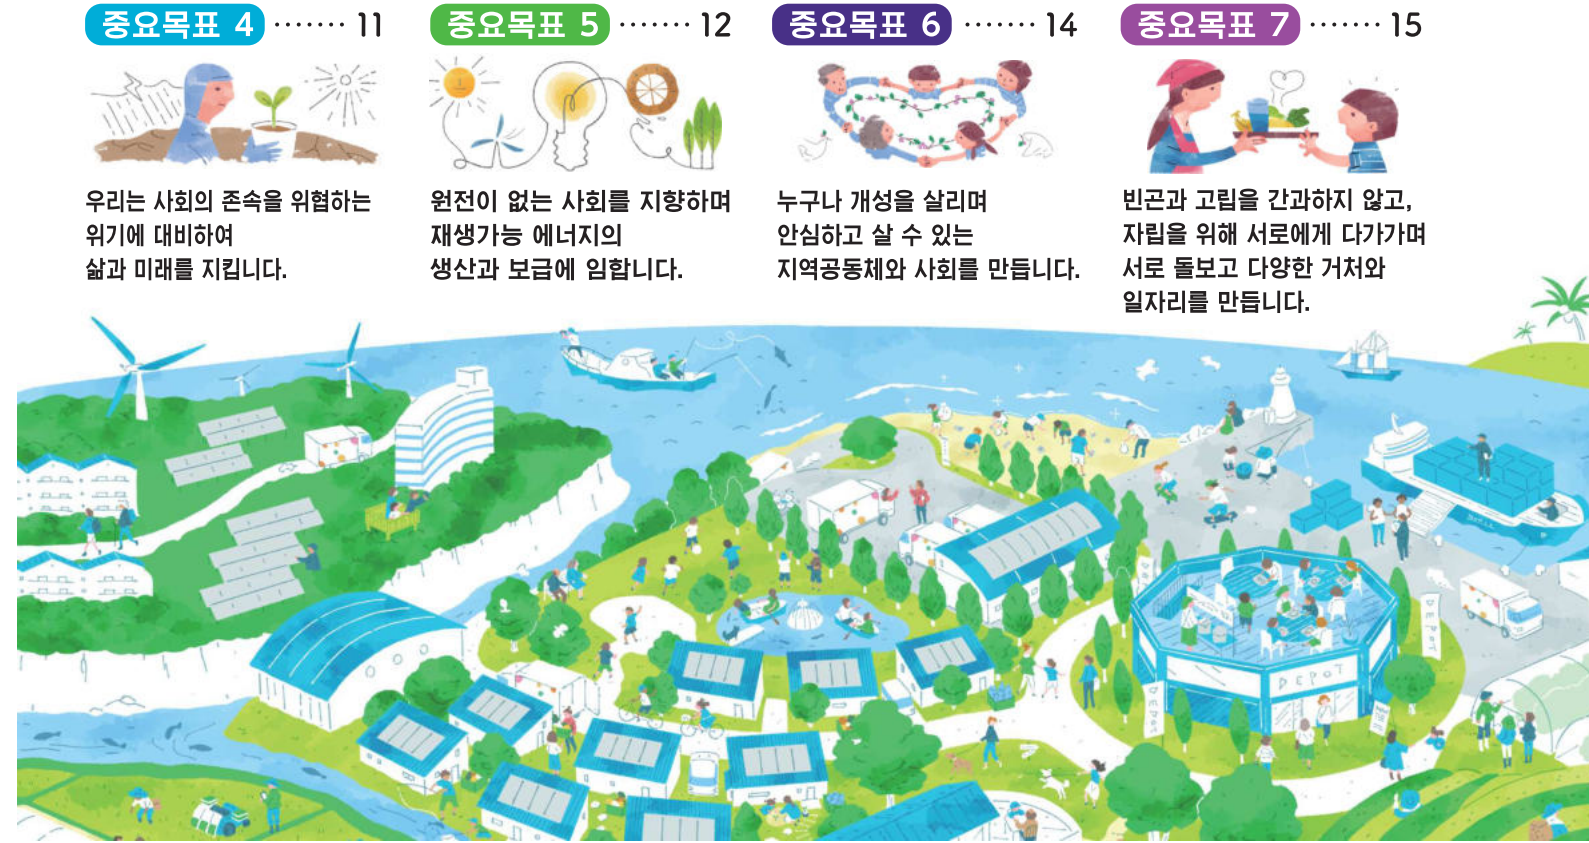 중요목표 4 ······· 11
우리는 사회의 존속을 위협하는
위기에 대비하여
삶과 미래를 지킵니다.
중요목표 5 ······· 12
원전이 없는 사회를 지향하며
재생가능 에너지의
생산과 보급에 임합니다.
중요목표 6 ······· 14
누구나 개성을 살리며
안심하고 살 수 있는
지역공동체와 사회를 만듭니다.
중요목표 7 ······· 15
빈곤과 고립을 간과하지 않고,
자립을 위해 서로에게 다가가며
서로 돌보고 다양한 거처와
일자리를 만듭니다.
DEPOT
DEPOT
DEPOT